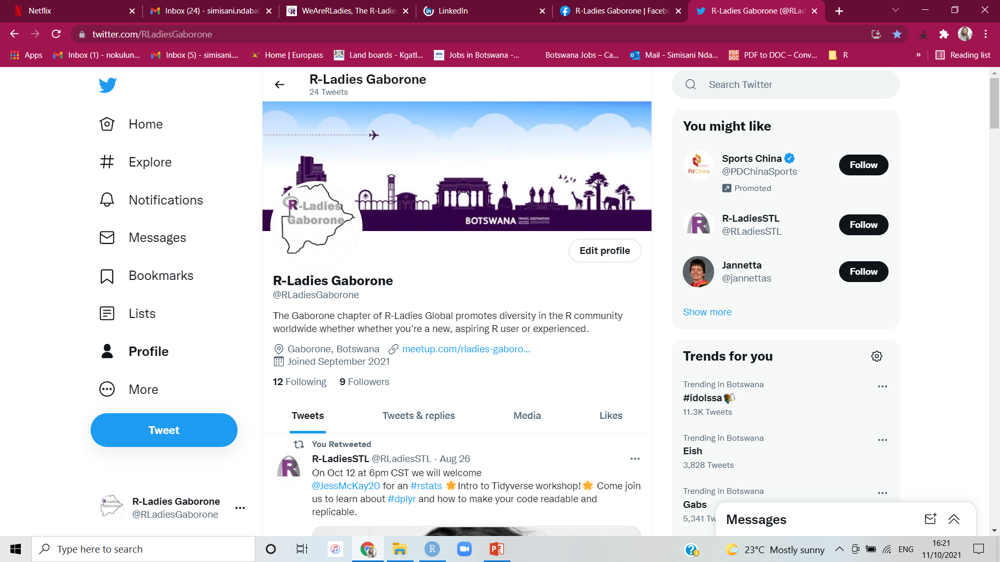 Netflix
Inbox (24) - simisani.ndaba
WeAreRLadies, The R-Ladie
LinkedIn
R-Ladies Gaborone | Faceb
R-Ladies Gaborone (@RLad
twitter.com/RLadiesGaborone
Apps
Inbox (1) - nokulun...
Inbox (5) - simisani....
Home | Europass
Land boards - Kgatl...
Jobs in Botswana -...
Botswana Jobs – Ca...
Mail - Simisani Nda...
PDF to DOC – Conv...
R
»
Reading list
R-Ladies Gaborone
24 Tweets
Home
Explore
Notifications
Messages
Bookmarks
Lists
Profile
More
Tweet
R-Ladies Gaborone
@RLadiesGaborone
R-Ladies
Gaborone
BOTSWANA TRAVEL DESTINATION
Edit profile
R-Ladies Gaborone
@RLadiesGaborone
The Gaborone chapter of R-Ladies Global promotes diversity in the R community
worldwide whether whether you're a new, aspiring R user or experienced.
Gaborone, Botswana meetup.com/rladies-gaboro...
Joined September 2021
12 Following 9 Followers
Tweets
Tweets & replies
Media
Likes
You Retweeted
R-LadiesSTL @RLadiesSTL · Aug 26
On Oct 12 at 6pm CST we will welcome
@JessMcKay20 for an #rstats 🌟Intro to Tidyverse workshop!🌟 Come join
us to learn about #dplyr and how to make your code readable and
replicable.
Search Twitter
You might like
Sports China
@PDChinaSports
Promoted
Follow
R-LadiesSTL
@RLadiesSTL
Follow
Jannetta
@jannettas
Follow
Show more
Trends for you
Trending in Botswana
#idolssa
11.3K Tweets
Trending in Botswana
Eish
3,828 Tweets
Trending in Botswana
Gabs
5,341 Tw
Messages
Type here to search
23°C Mostly sunny
ENG
16:21
11/10/2021